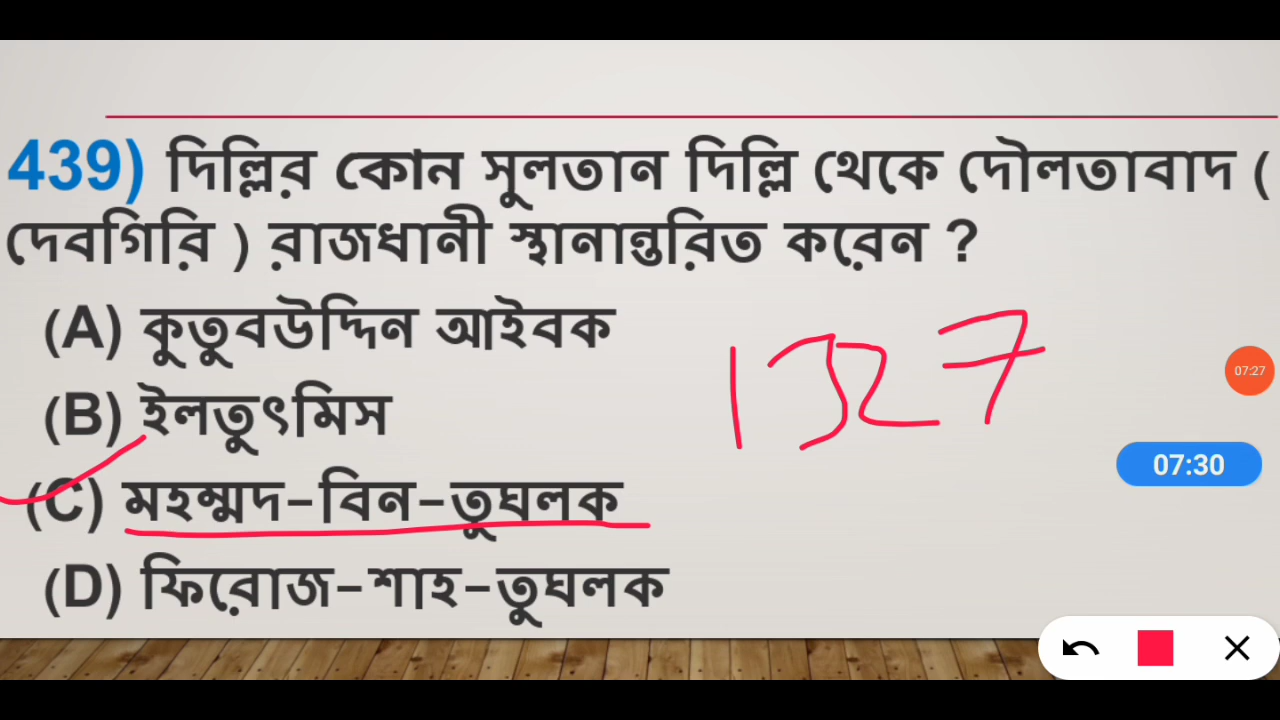 439) দিল্লির কোন সুলতান দিল্লি থেকে দৌলতাবাদ (
দেবগিরি ) রাজধানী স্থানান্তরিত করেন ?
(A) কুতুবউদ্দিন আইবক
1327
07:27
(B) ইলতুৎমিস
07:30
(C) মহম্মদ-বিন-তুঘলক
(D) ফিরোজ-শাহ-তুঘলক